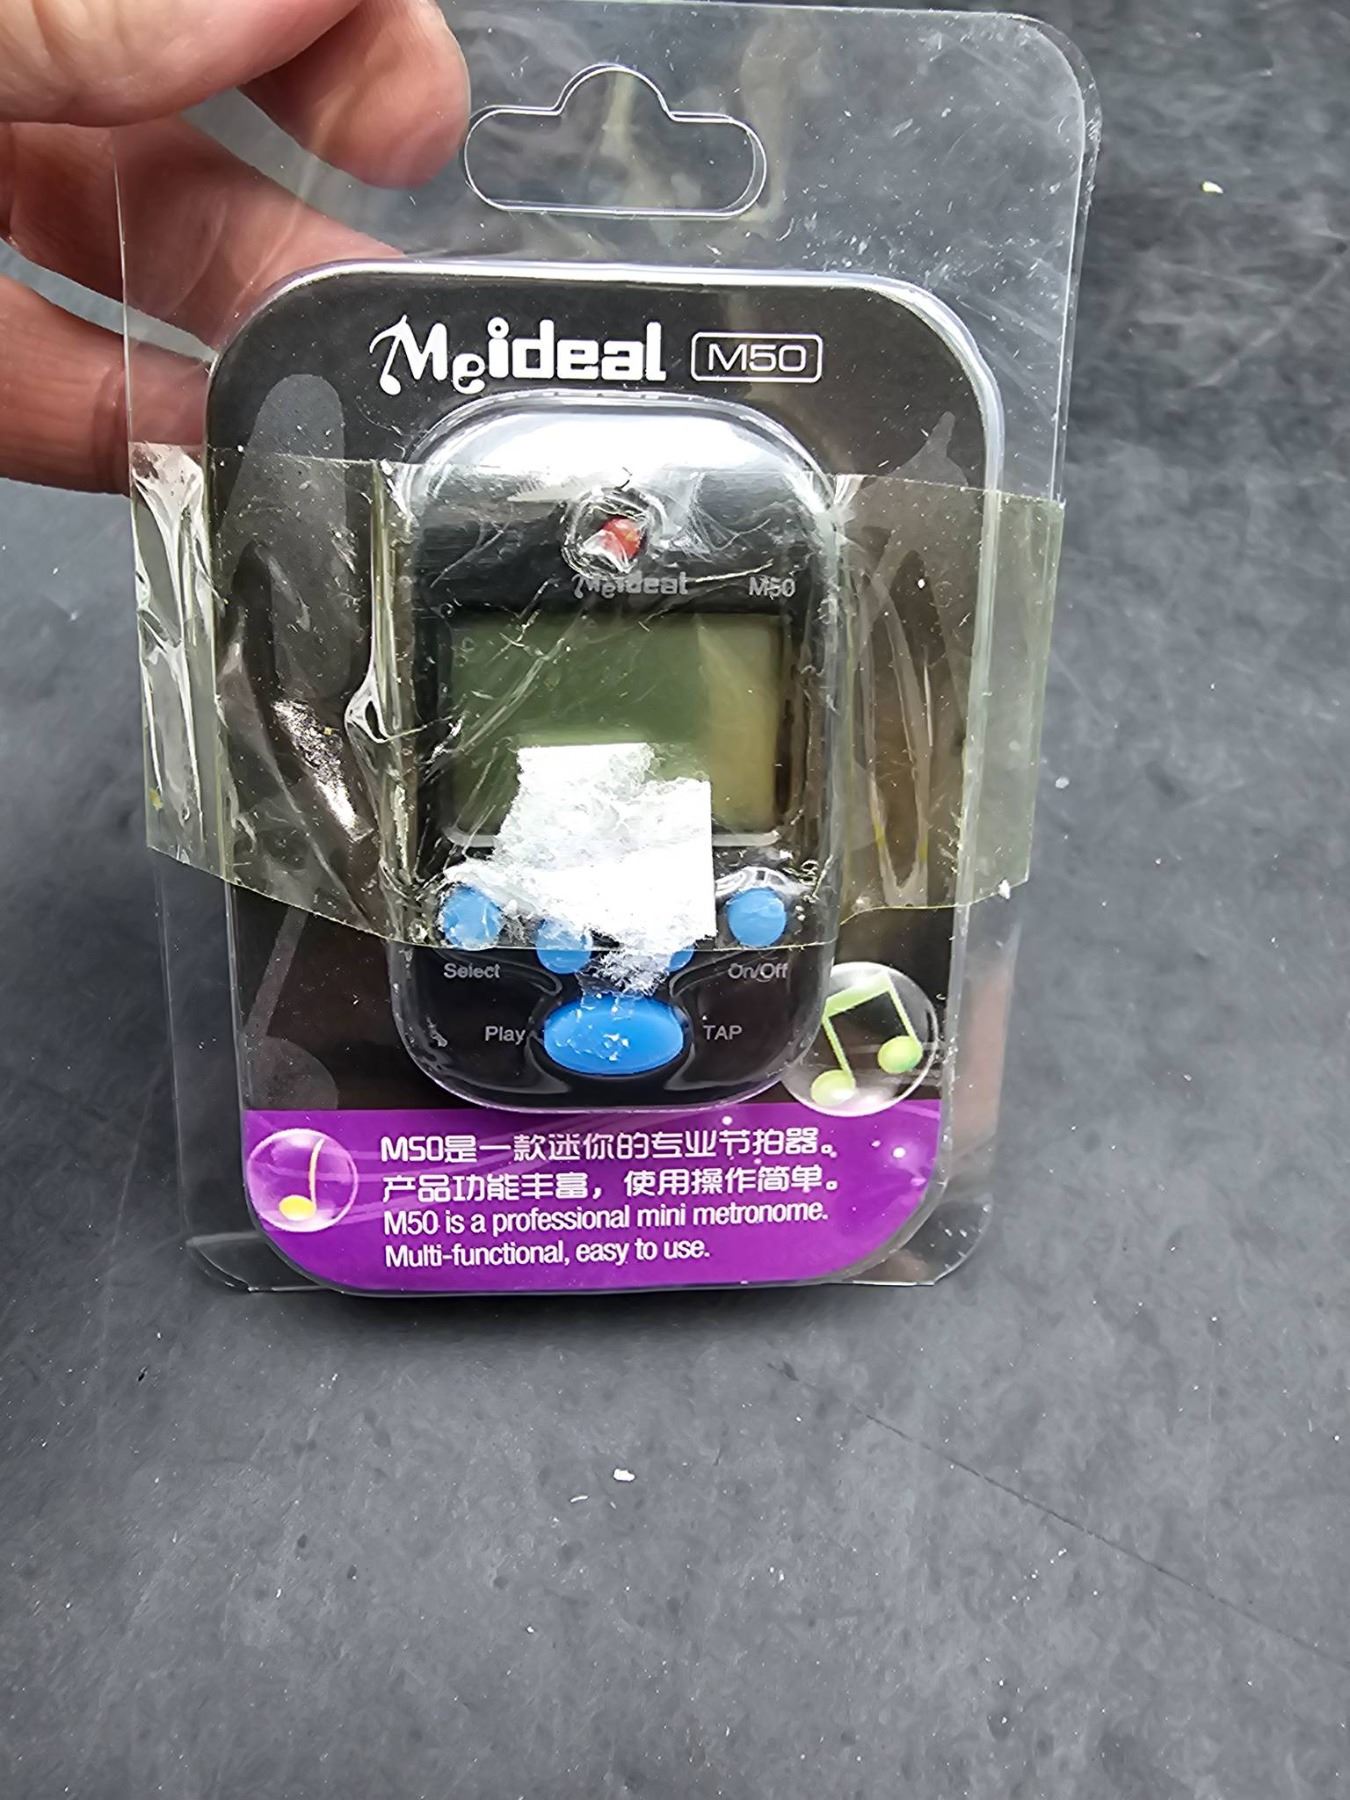 Meideal M50
Meideal M50
Select On/Off
Play TAP
M50是一款迷你的专业节拍器。
产品功能丰富，使用操作简单。
M50 is a professional mini metronome.
Multi-functional, easy to use.